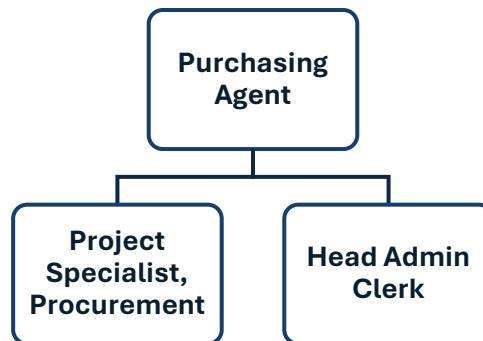 Purchasing
Agent
Project
Specialist,
Procurement
Head Admin
Clerk